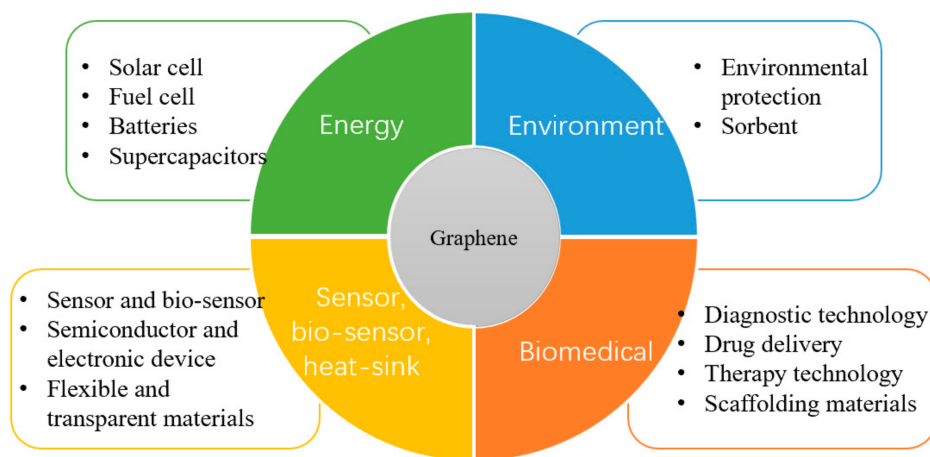 • Solar cell
• Fuel cell
• Batteries
• Supercapacitors
Energy
Environment
• Environmental
protection
• Sorbent
Graphene
• Sensor and bio-sensor
• Semiconductor and
electronic device
• Flexible and
transparent materials
Sensor,
bio-sensor,
heat-sink
Biomedical
• Diagnostic technology
• Drug delivery
• Therapy technology
• Scaffolding materials